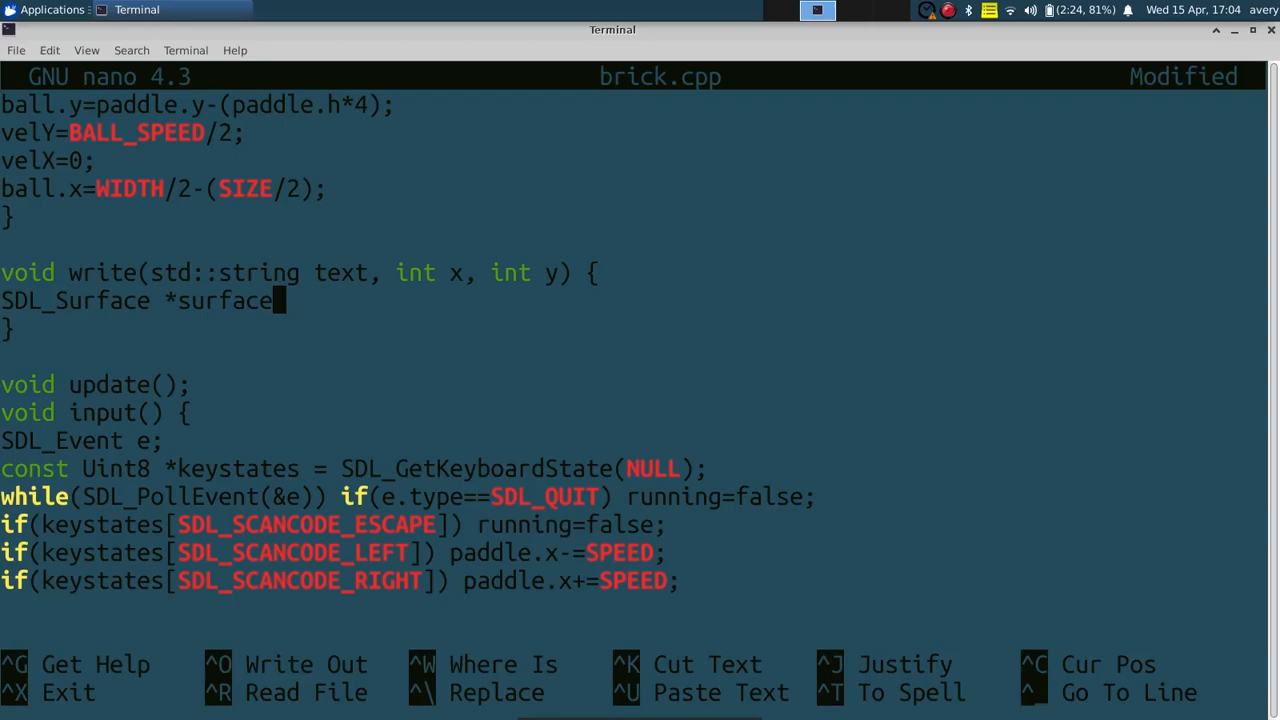 Applications Terminal (2:24, 81%) Wed 15 Apr, 17:04 avery
Terminal
File Edit View Search Terminal Help
GNU nano 4.3 brick.cpp Modified
ball.y=paddle.y-(paddle.h*4);
velY=BALL_SPEED/2;
velX=0;
ball.x=WIDTH/2-(SIZE/2);
}
void write(std::string text, int x, int y) {
SDL_Surface *surface
}
void update();
void input() {
SDL_Event e;
const Uint8 *keystates = SDL_GetKeyboardState(NULL);
while(SDL_PollEvent(&e)) if(e.type==SDL_QUIT) running=false;
if(keystates[SDL_SCANCODE_ESCAPE]) running=false;
if(keystates[SDL_SCANCODE_LEFT]) paddle.x-=SPEED;
if(keystates[SDL_SCANCODE_RIGHT]) paddle.x+=SPEED;
^G Get Help ^O Write Out ^W Where Is ^K Cut Text ^J Justify ^C Cur Pos
^X Exit ^R Read File ^\ Replace ^U Paste Text ^T To Spell ^_ Go To Line